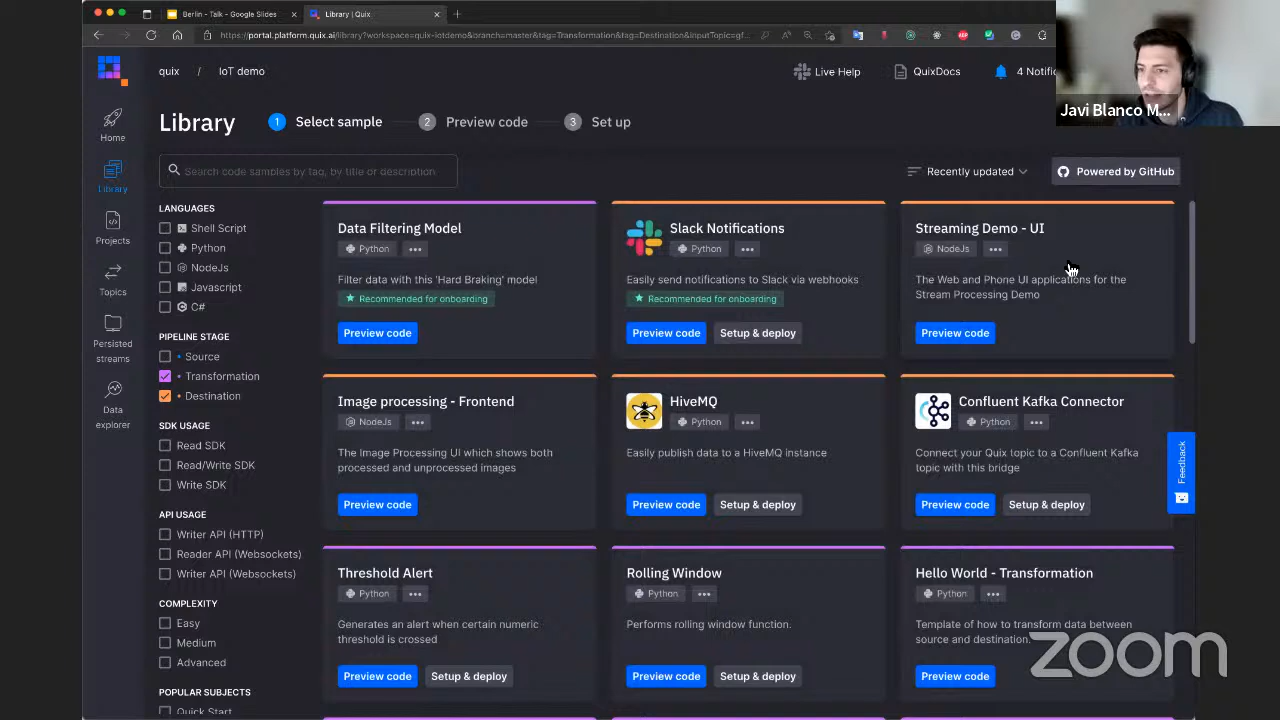 Berlin - Talk - Google Slides
Library | Quix
https://portal.platform.quix.ai/library?workspace=quix-iotdemo&branch=master&tag=Transformation&tag=Destination&inputTopic=gf...
quix / IoT demo
Live Help
QuixDocs
4 Notifi
Javi Blanco M...
Library
1 Select sample
2 Preview code
3 Set up
Search code samples by tag, by title or description
Recently updated
Powered by GitHub
Home
Library
Projects
Topics
Persisted
streams
Data
explorer
LANGUAGES
Shell Script
Python
NodeJs
Javascript
C#
PIPELINE STAGE
Source
Transformation
Destination
SDK USAGE
Read SDK
Read/Write SDK
Write SDK
API USAGE
Writer API (HTTP)
Reader API (Websockets)
Writer API (Websockets)
COMPLEXITY
Easy
Medium
Advanced
POPULAR SUBJECTS
Quick Start
Data Filtering Model
Python
Filter data with this 'Hard Braking' model
Recommended for onboarding
Preview code
Slack Notifications
Python
Easily send notifications to Slack via webhooks
Recommended for onboarding
Preview code
Setup & deploy
Streaming Demo - UI
NodeJs
The Web and Phone UI applications for the
Stream Processing Demo
Preview code
Image processing - Frontend
NodeJs
The Image Processing UI which shows both
processed and unprocessed images
Preview code
HiveMQ
Python
Easily publish data to a HiveMQ instance
Preview code
Setup & deploy
Confluent Kafka Connector
Python
Connect your Quix topic to a Confluent Kafka
topic with this bridge
Preview code
Setup & deploy
Threshold Alert
Python
Generates an alert when certain numeric
threshold is crossed
Preview code
Setup & deploy
Rolling Window
Python
Performs rolling window function.
Preview code
Setup & deploy
Hello World - Transformation
Python
Template of how to transform data between
source and destination.
Preview code
Feedback
zoom